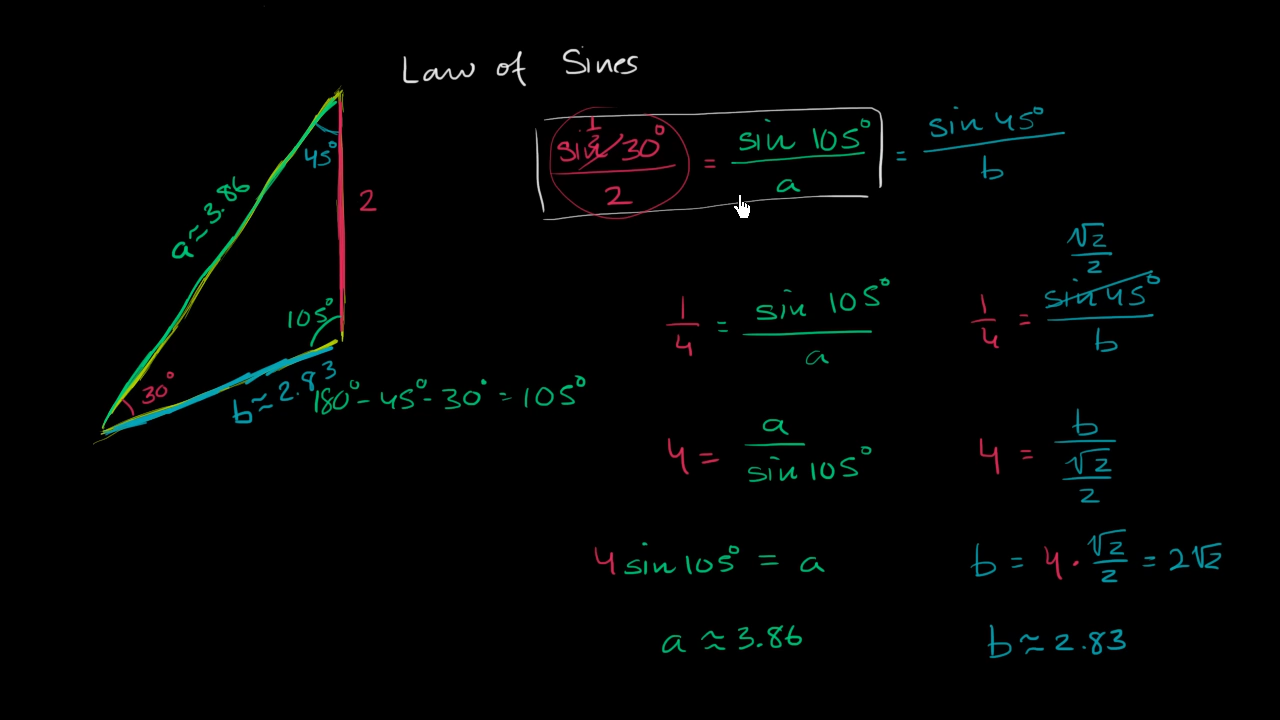 Law of Sines
sin 30° / 2 = sin 105° / a = sin 45° / b
1/2
45°
a ≈ 3.86
2
105°
30°
b ≈ 2.83
180° - 45° - 30° = 105°
1/4 = sin 105° / a
√2/2
1/4 = sin 45° / b
4 = a / sin 105°
4 = b / (√2/2)
4 sin 105° = a
b = 4 · √2/2 = 2√2
a ≈ 3.86
b ≈ 2.83